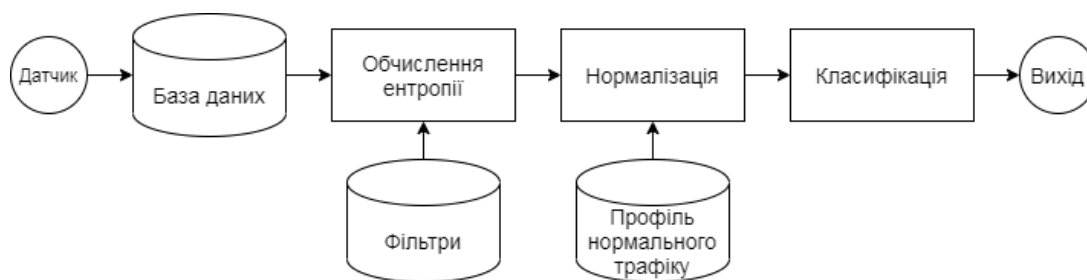 Датчик
База даних
Обчислення
ентропії
Нормалізація
Класифікація
Вихід
Фільтри
Профіль
нормального
трафіку